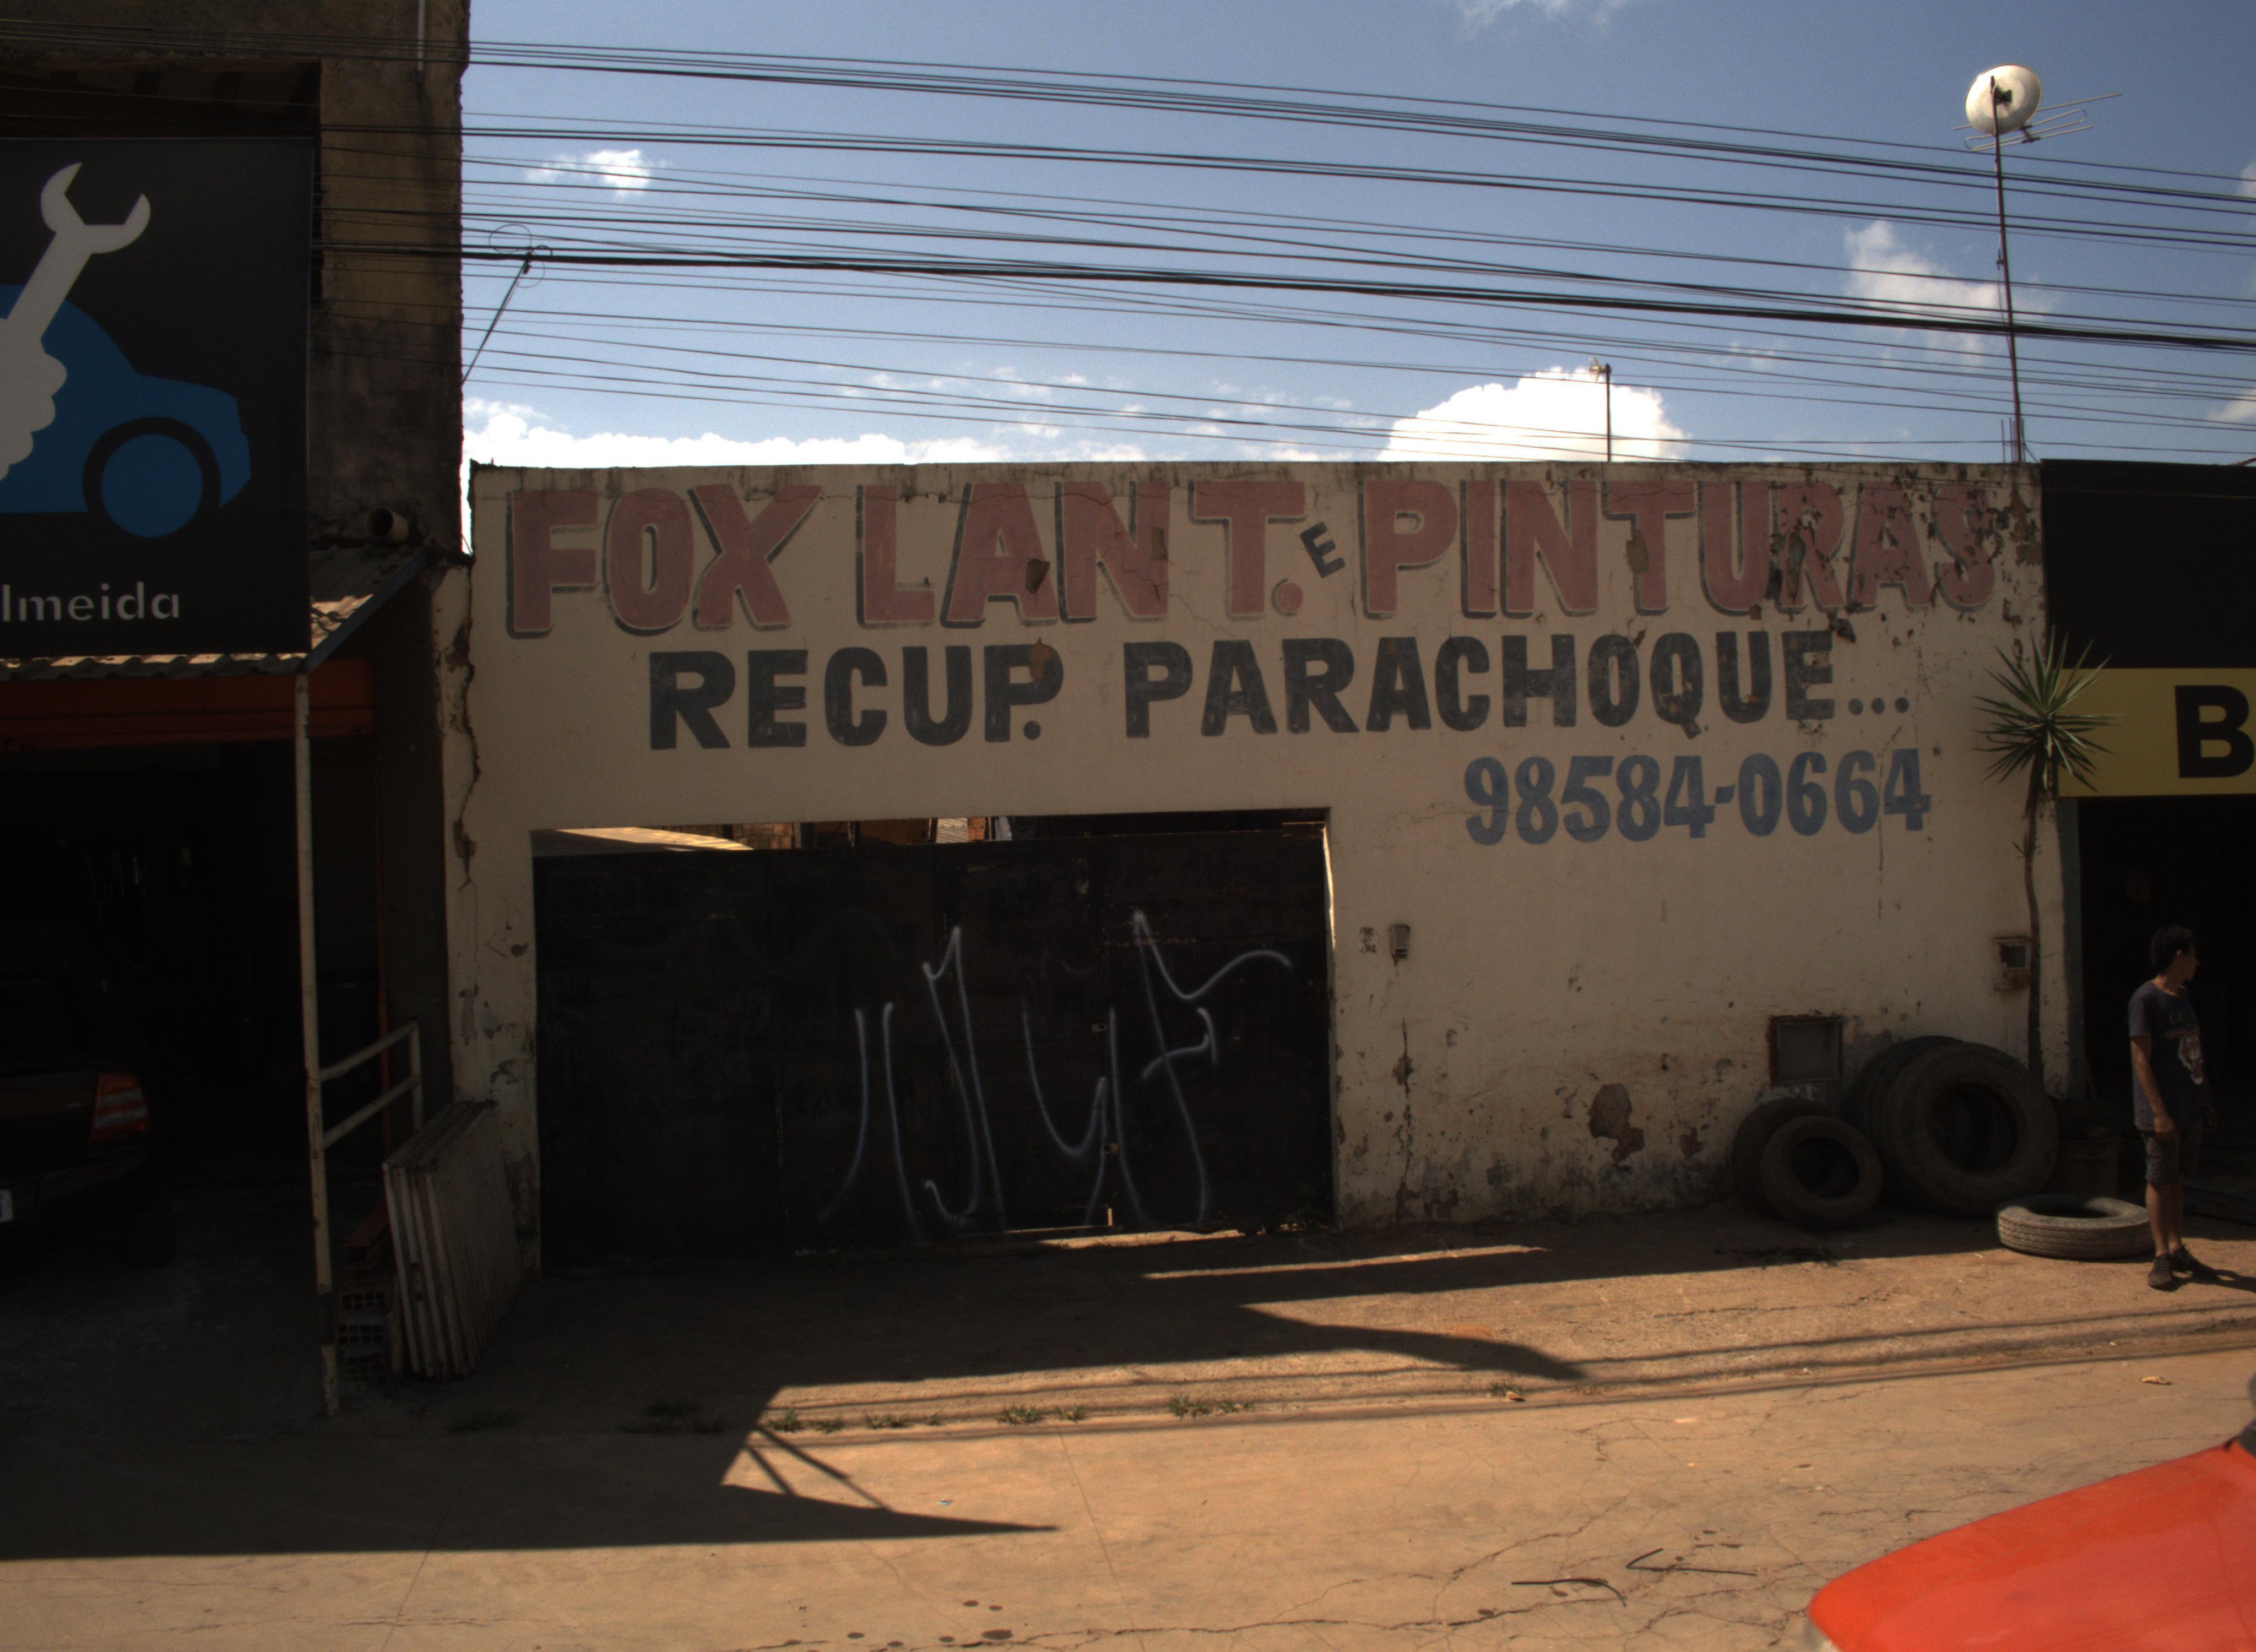 lmeida
FOX LANT. E PINTURAS
RECUP. PARACHOQUE...
98584-0664
B